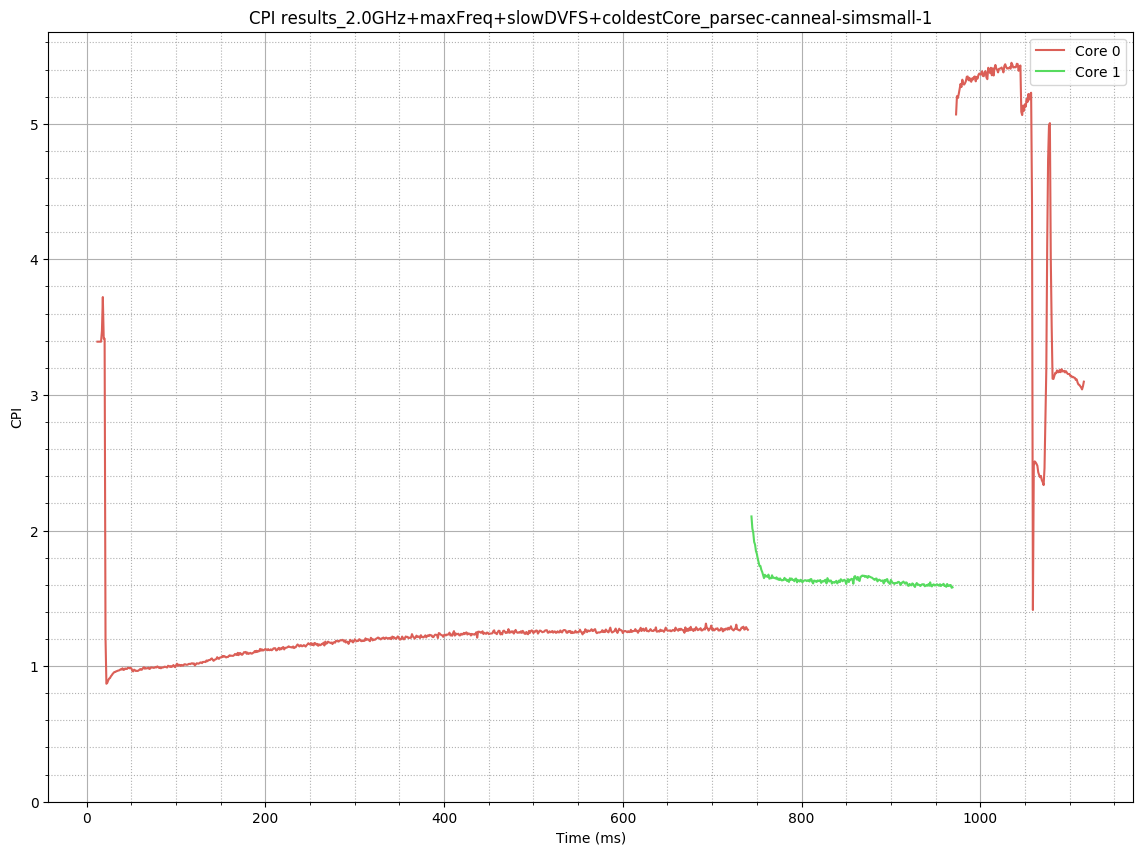 CPI results_2.0GHz+maxFreq+slowDVFS+coldestCore_parsec-canneal-simsmall-1
Core 0
Core 1
5
4
3
2
1
0
CPI
0 200 400 600 800 1000
Time (ms)